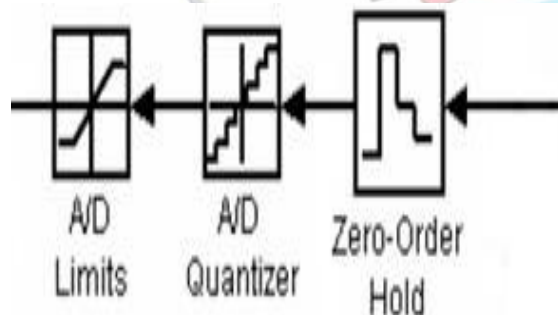 A/D
Limits
A/D
Quantizer
Zero-Order
Hold